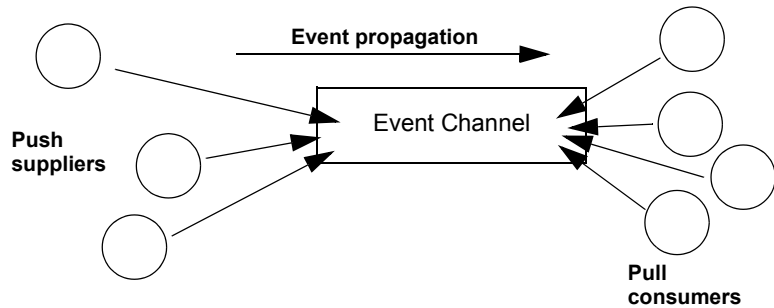 Event propagation
Event Channel
Push
suppliers
Pull
consumers